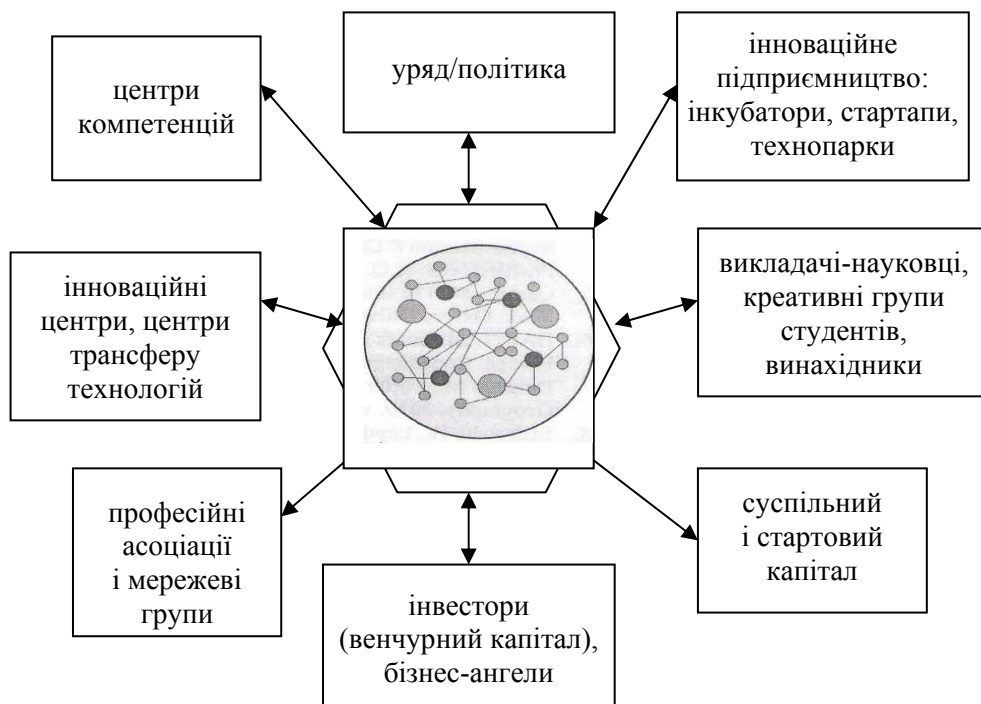 центри
компетенцій
уряд/політика
інноваційне
підприємництво:
інкубатори, стартапи,
технопарки
інноваційні
центри, центри
трансферу
технологій
викладачі-науковці,
креативні групи
студентів,
винахідники
професійні
асоціації
і мережеві
групи
інвестори
(венчурний капітал),
бізнес-ангели
суспільний
і стартовий
капітал